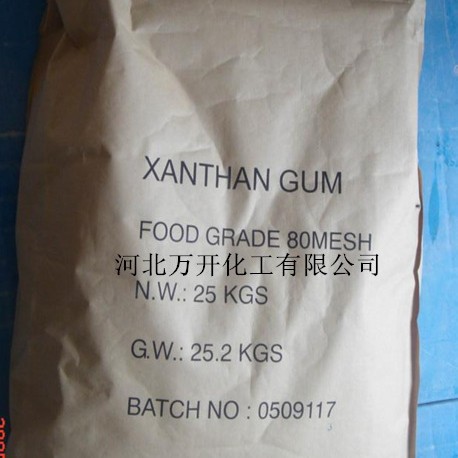 XANTHAN GUM
FOOD GRADE 80MESH
河北万开化工有限公司
N.W.: 25 KGS
G.W.: 25.2 KGS
BATCH NO : 0509117